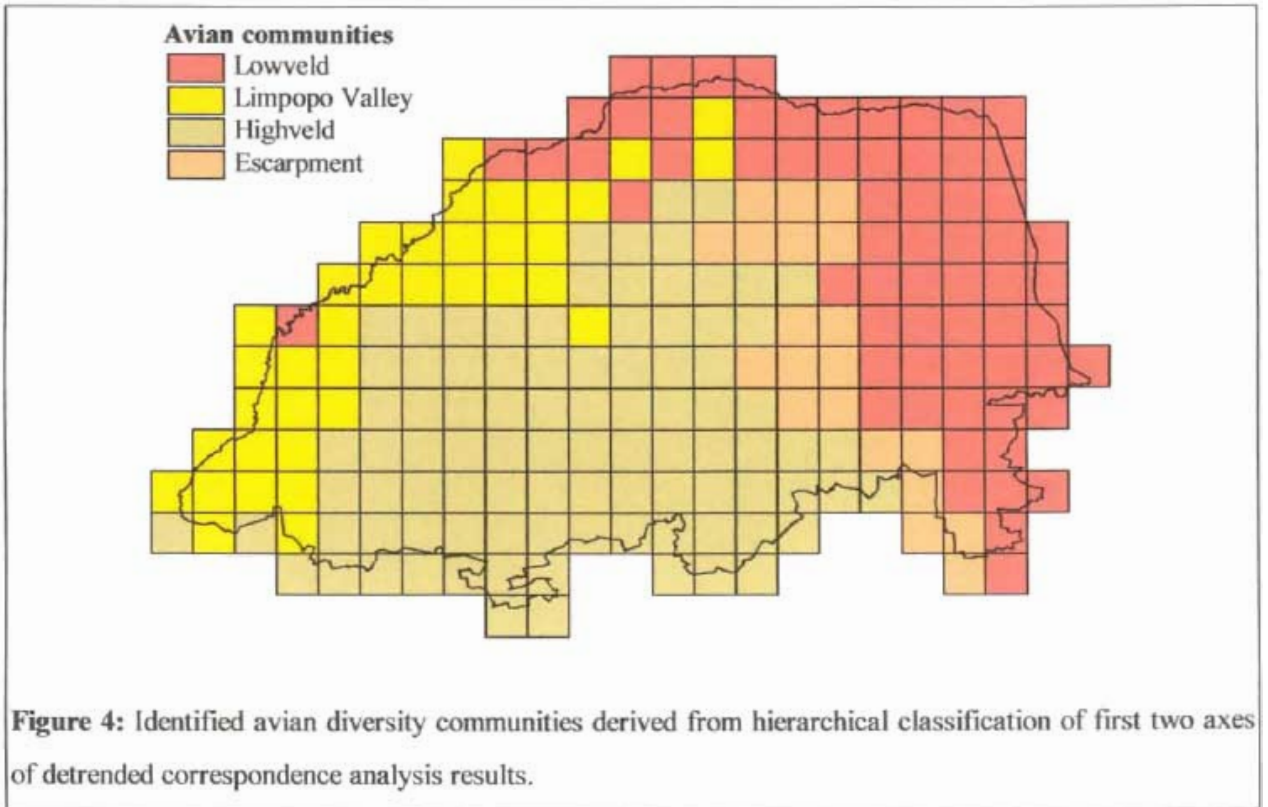 Avian communities
Lowveld
Limpopo Valley
Highveld
Escarpment
Figure 4: Identified avian diversity communities derived from hierarchical classification of first two axes
of detrended correspondence analysis results.